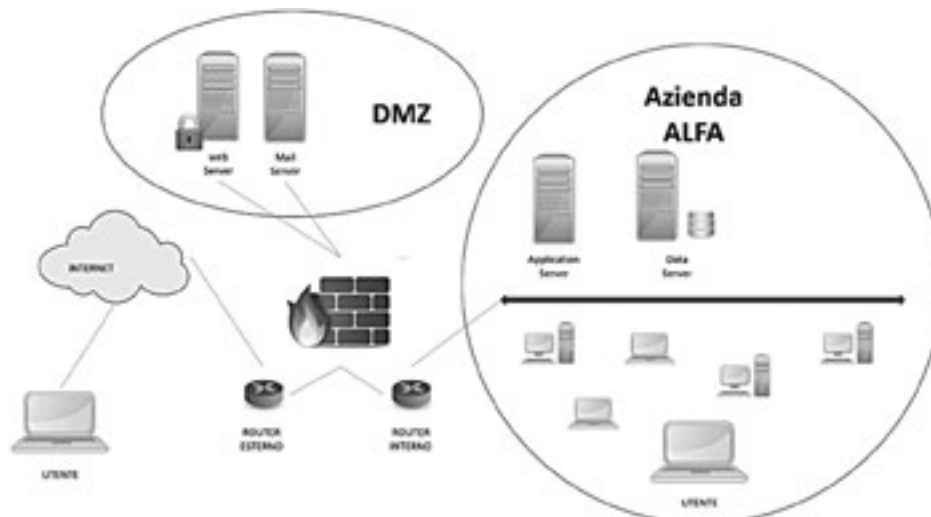 DMZ
web
Server
Mail
Server
Azienda
ALFA
Application
Server
Data
Server
INTERNET
UTENTE
ROUTER
ESTERNO
ROUTER
INTERNO
UTENTE